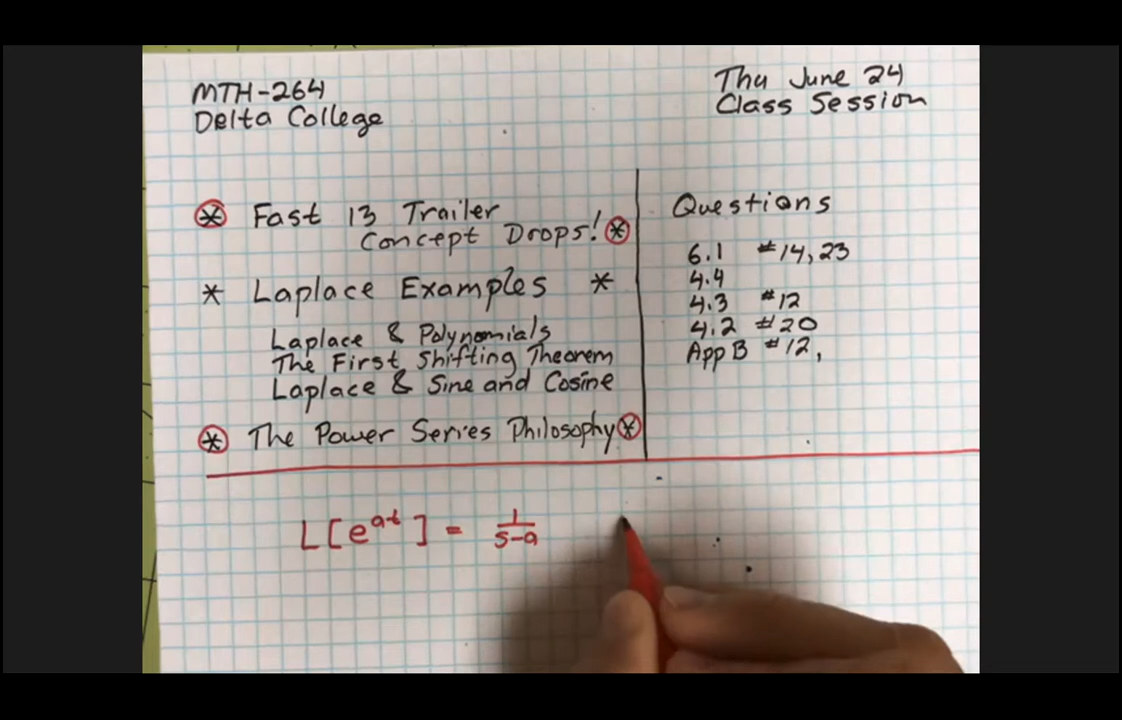 MTH-264
Delta College
Thu June 24
Class Session
* Fast 13 Trailer
Concept Drops! *
* Laplace Examples *
Laplace & Polynomials
The First Shifting Theorem
Laplace & Sine and Cosine
* The Power Series Philosophy *
Questions
6.1 #14, 23
4.4
4.3 #12
4.2 #20
App B #12,
L[e^{at}] = \frac{1}{s-a}